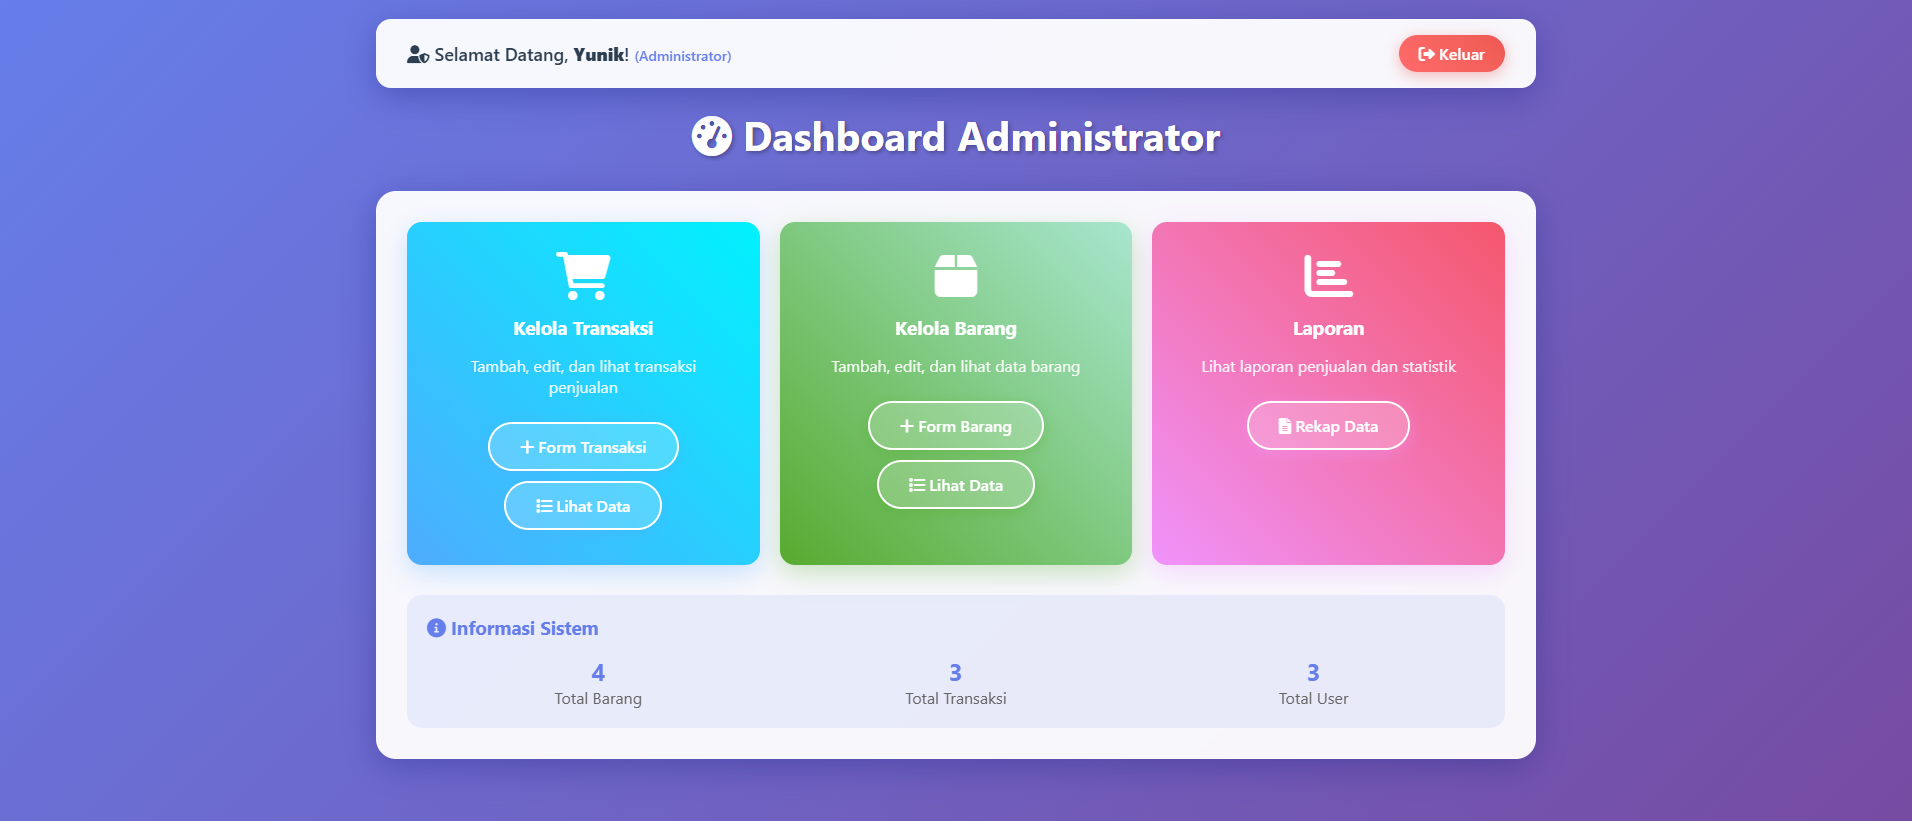 Selamat Datang, Yunik! (Administrator)
Keluar
Dashboard Administrator
Kelola Transaksi
Tambah, edit, dan lihat transaksi
penjualan
Form Transaksi
Lihat Data
Kelola Barang
Tambah, edit, dan lihat data barang
Form Barang
Lihat Data
Laporan
Lihat laporan penjualan dan statistik
Rekap Data
Informasi Sistem
4
Total Barang
3
Total Transaksi
3
Total User